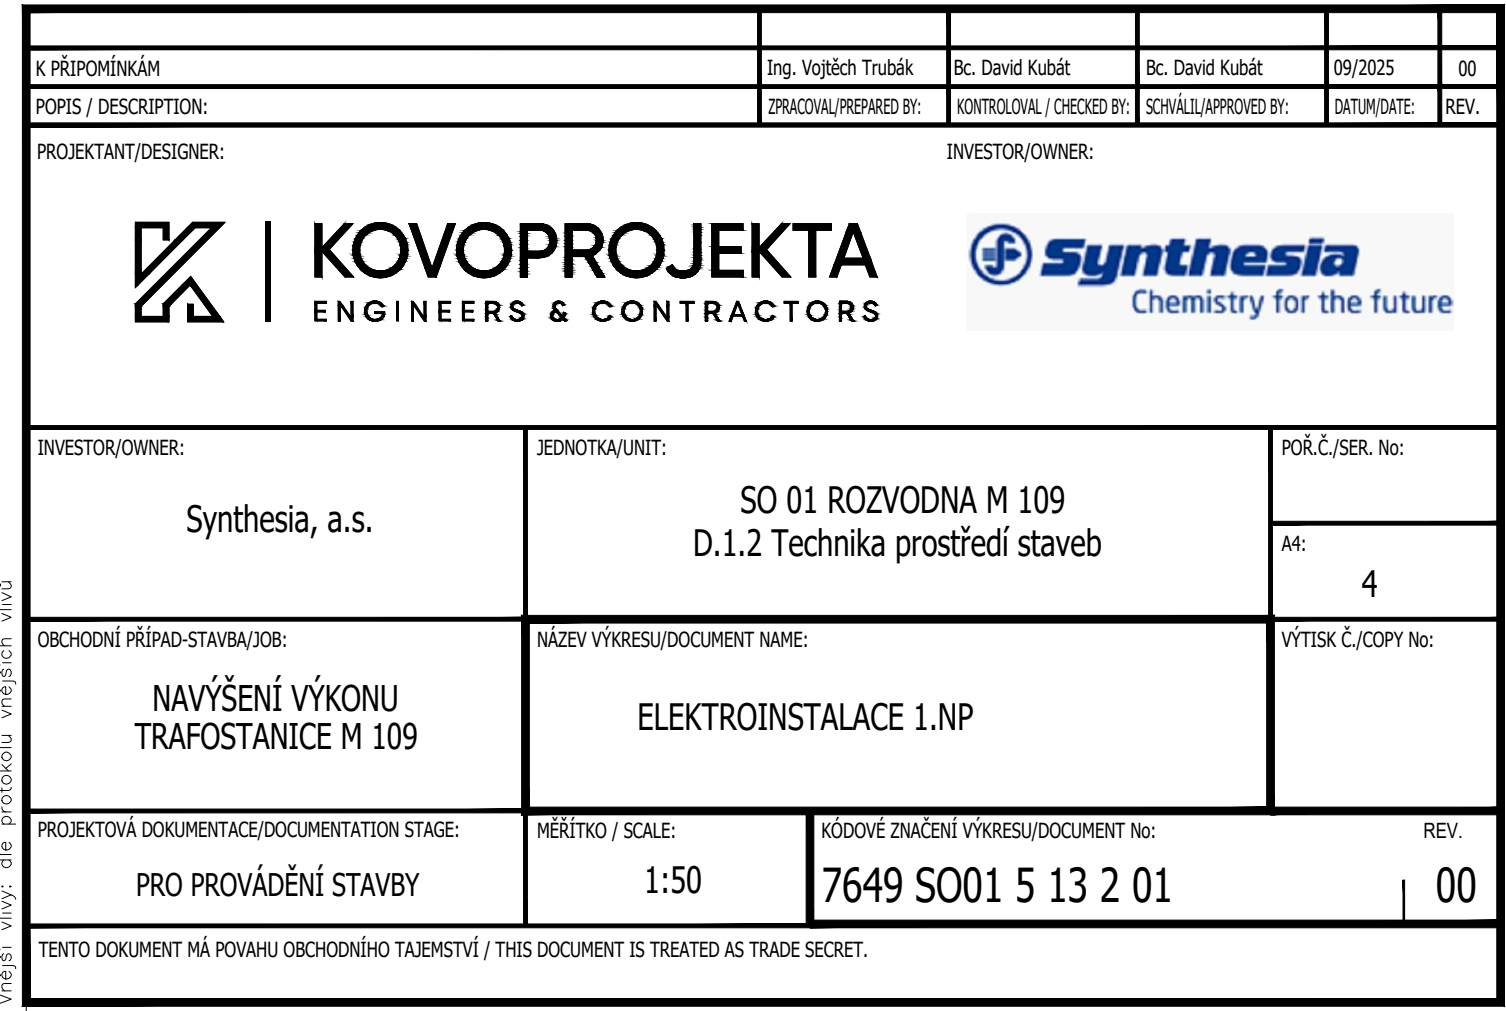 K PŘIPOMÍNKÁM Ing. Vojtěch Trubák Bc. David Kubát Bc. David Kubát 09/2025 00
POPIS / DESCRIPTION: ZPRACOVAL/PREPARED BY: KONTROLOVAL / CHECKED BY: SCHVÁLIL/APPROVED BY: DATUM/DATE: REV.
PROJEKTANT/DESIGNER: INVESTOR/OWNER:
KOVOPROJEKTA
ENGINEERS & CONTRACTORS
Synthesia
Chemistry for the future
INVESTOR/OWNER:
Synthesia, a.s.
JEDNOTKA/UNIT:
SO 01 ROZVODNA M 109
D.1.2 Technika prostředí staveb
POŘ.Č./SER. No:
A4:
4
OBCHODNÍ PŘÍPAD-STAVBA/JOB:
NAVÝŠENÍ VÝKONU
TRAFOSTANICE M 109
NÁZEV VÝKRESU/DOCUMENT NAME:
ELEKTROINSTALACE 1.NP
VÝTISK Č./COPY No:
PROJEKTOVÁ DOKUMENTACE/DOCUMENTATION STAGE:
PRO PROVÁDĚNÍ STAVBY
MĚŘÍTKO / SCALE:
1:50
KÓDOVÉ ZNAČENÍ VÝKRESU/DOCUMENT No: REV.
7649 SO01 5 13 2 01 00
TENTO DOKUMENT MÁ POVAHU OBCHODNÍHO TAJEMSTVÍ / THIS DOCUMENT IS TREATED AS TRADE SECRET.
Vnější vlivy: dle protokolu vnějších vlivů